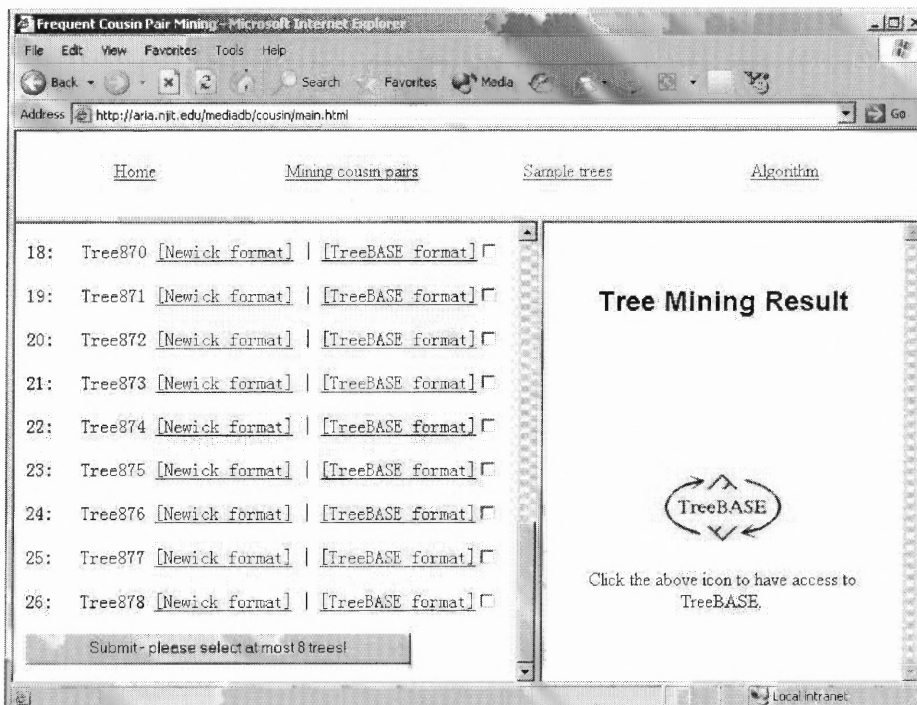 Frequent Cousin Pair Mining - Microsoft Internet Explorer
File Edit View Favorites Tools Help
Back Search Favorites Media
Address http://aria.njit.edu/mediadb/cousin/main.html Go
Home Mining cousin pairs Sample trees Algorithm
18: Tree870 [Newick format] | [TreeBASE format]
19: Tree871 [Newick format] | [TreeBASE format]
20: Tree872 [Newick format] | [TreeBASE format]
21: Tree873 [Newick format] | [TreeBASE format]
22: Tree874 [Newick format] | [TreeBASE format]
23: Tree875 [Newick format] | [TreeBASE format]
24: Tree876 [Newick format] | [TreeBASE format]
25: Tree877 [Newick format] | [TreeBASE format]
26: Tree878 [Newick format] | [TreeBASE format]
Submit - please select at most 8 trees!
Tree Mining Result
TreeBASE
Click the above icon to have access to
TreeBASE.
Local intranet